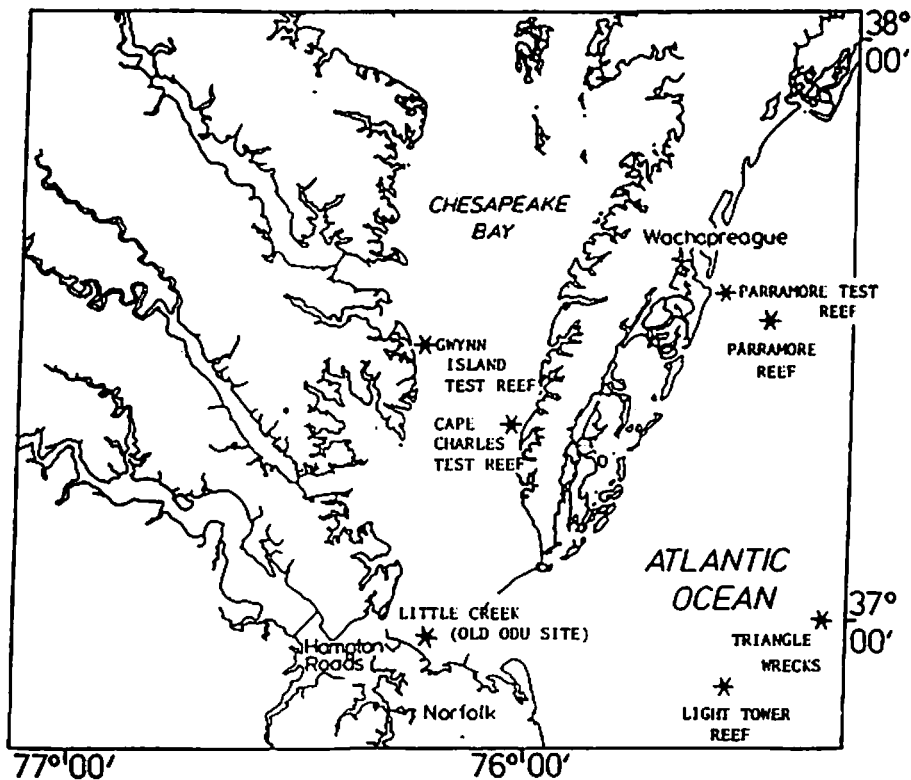 38°
00'
CHESAPEAKE
BAY
Wachapreague
PARRAMORE TEST
REEF
PARRAMORE
REEF
GWYNN
ISLAND
TEST REEF
CAPE
CHARLES
TEST REEF
ATLANTIC
OCEAN
37°
00'
LITTLE CREEK
(OLD ODU SITE)
TRIANGLE
WRECKS
Hampton
Roads
Norfolk
LIGHT TOWER
REEF
77°00'
76°00'